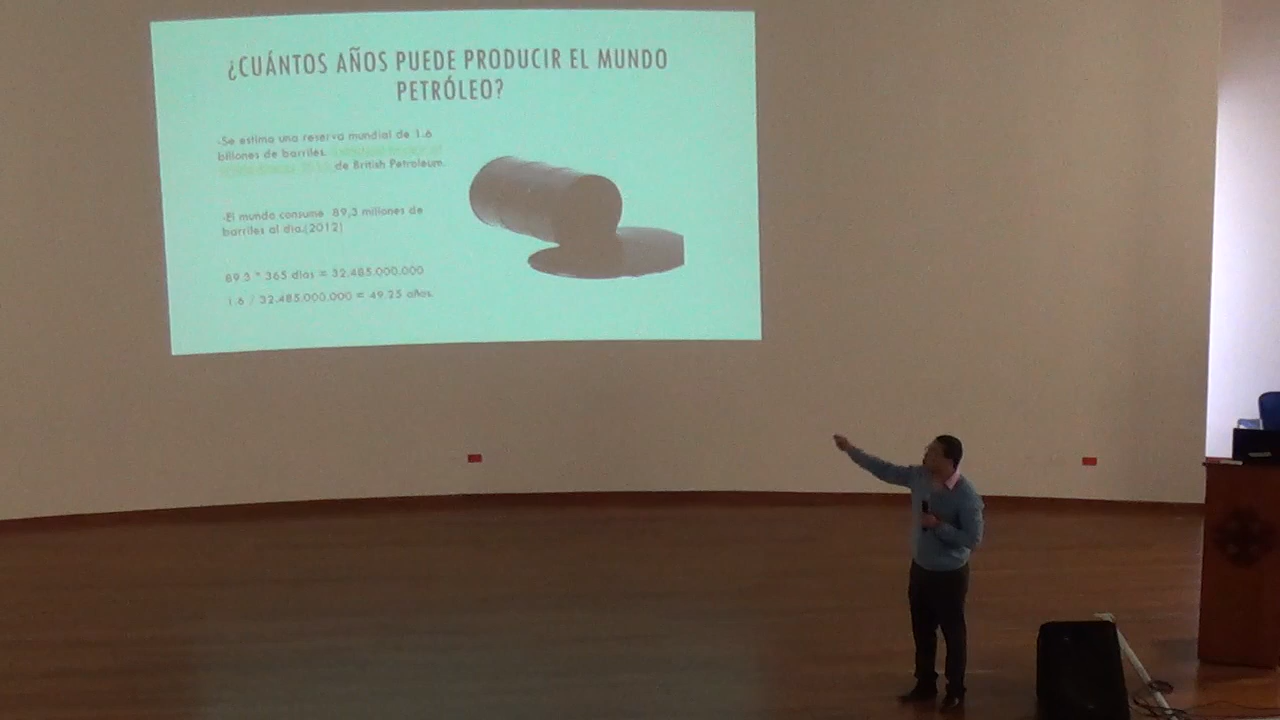 ¿CUÁNTOS AÑOS PUEDE PRODUCIR EL MUNDO
PETRÓLEO?
-Se estima una reserva mundial de 1.6
billones de barriles.
de British Petroleum.
-El mundo consume 89,3 millones de
barriles al día.(2012)
89.3 * 365 días = 32.485.000.000
1.6 / 32.485.000.000 = 49.25 años.